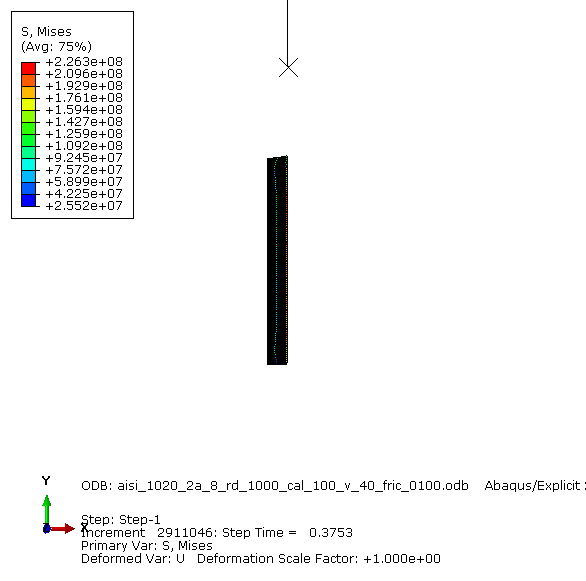 S, Mises
(Avg: 75%)
+2.263e+08
+2.096e+08
+1.929e+08
+1.761e+08
+1.594e+08
+1.427e+08
+1.259e+08
+1.092e+08
+9.245e+07
+7.572e+07
+5.899e+07
+4.225e+07
+2.552e+07
Y
X
ODB: aisi_1020_2a_8_rd_1000_cal_100_v_40_fric_0100.odb Abaqus/Explicit
Step: Step-1
Increment 2911046: Step Time = 0.3753
Primary Var: S, Mises
Deformed Var: U Deformation Scale Factor: +1.000e+00